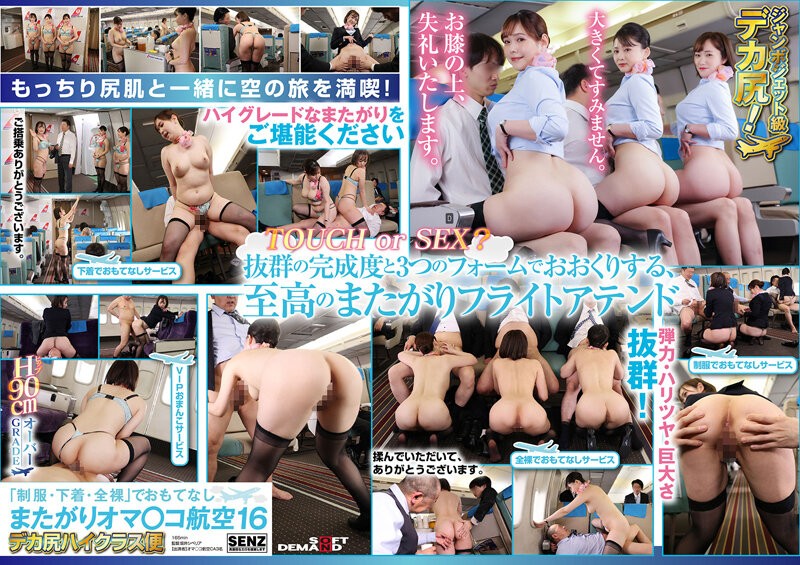 もっちり尻肌と一緒に空の旅を満喫!
ハイグレードなまたがりを
ご堪能ください
ご搭乗ありがとうございます。
下着でおもてなしサービス
お膝の上、
失礼いたします。
大きくてすみません。
ジャンボジェット級
デカ尻!
TOUCH or SEX?
抜群の完成度と3つのフォームでおおくりする、
至高のまたがりフライトアテンド
VIPおまんこサービス
Hヒップ90cm
オーバー
GRADE
揉んでいただいて、
ありがとうございます。
全裸でおもてなしサービス
制服でおもてなしサービス
弾力・ハリツヤ・巨大さ
抜群!
D
「制服・下着・全裸」でおもてなし
またがりオマ○コ航空16
デカ尻ハイクラス便
165min
SENZ
SOFT
ON
DEMAND